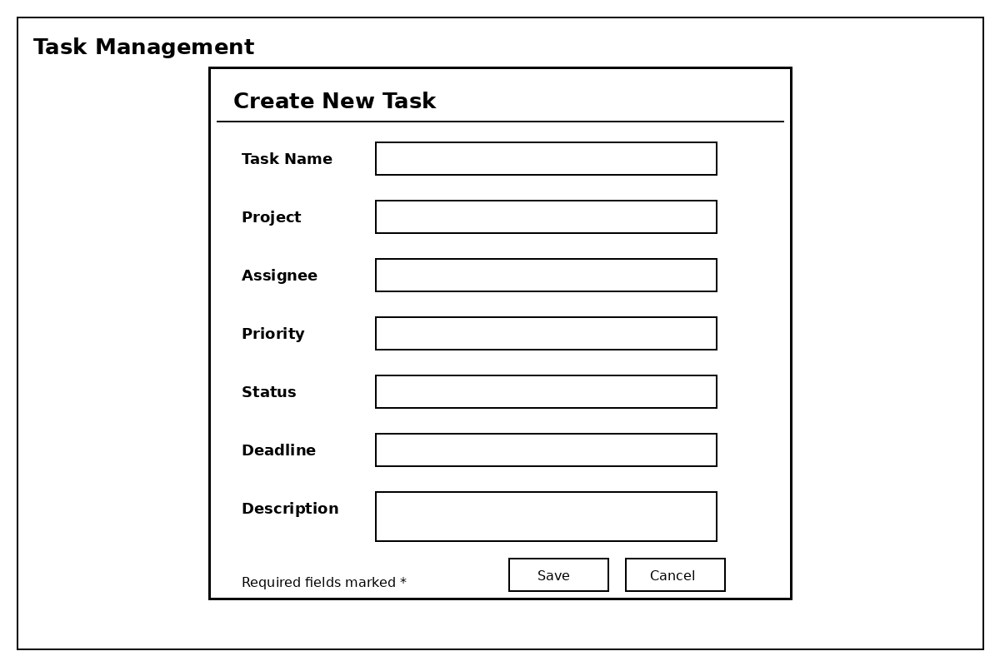 Task Management
Create New Task
Task Name
Project
Assignee
Priority
Status
Deadline
Description
Required fields marked *
Save
Cancel